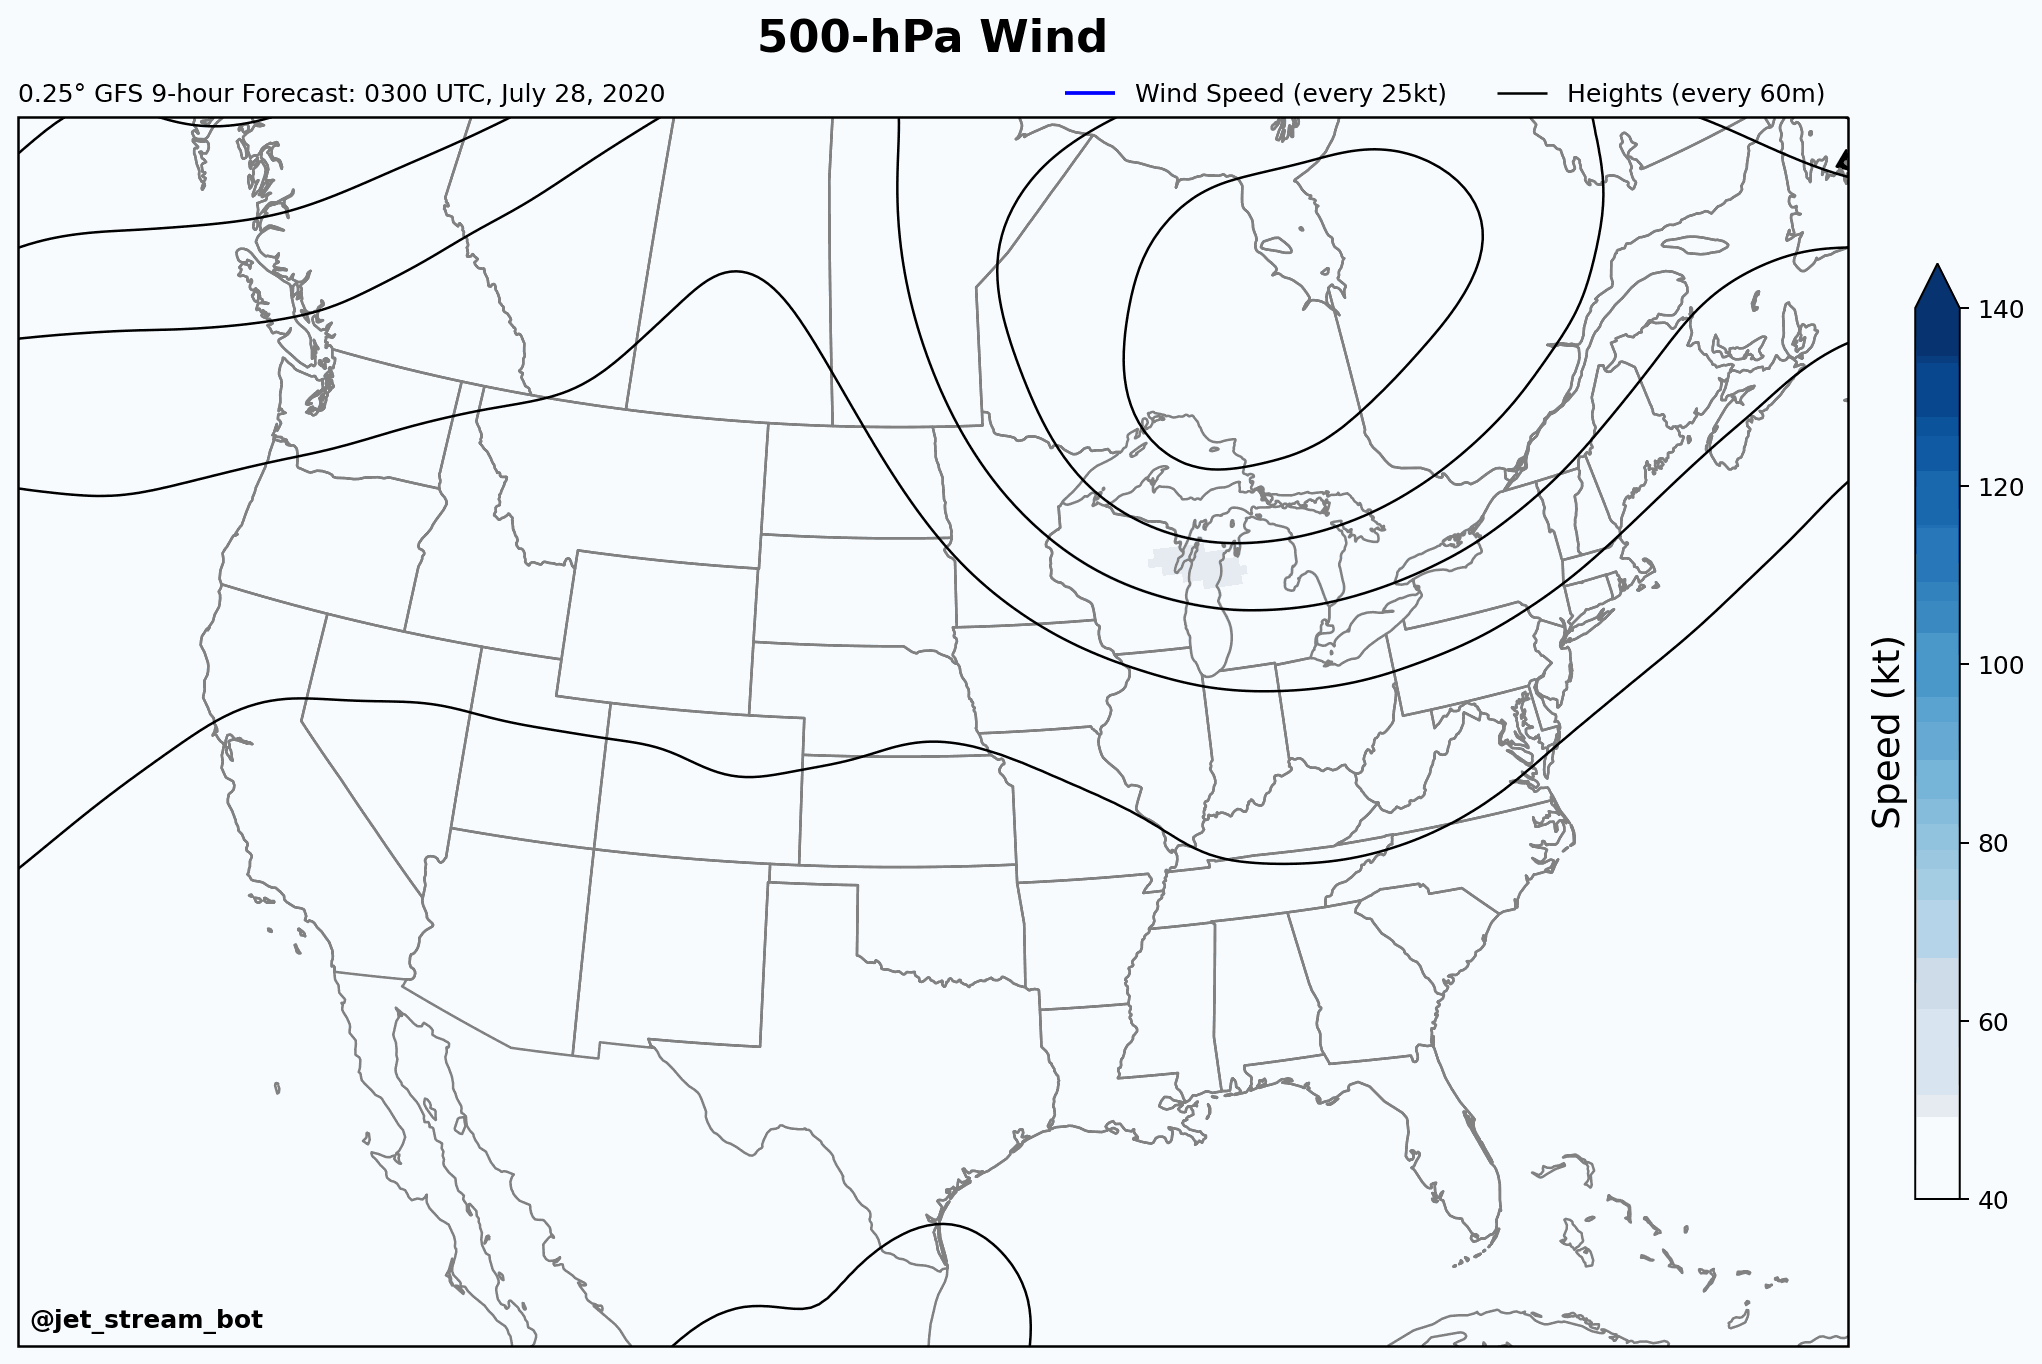 500-hPa Wind
0.25° GFS 9-hour Forecast: 0300 UTC, July 28, 2020
Wind Speed (every 25kt)
Heights (every 60m)
140
120
100
80
60
40
Speed (kt)
@jet_stream_bot